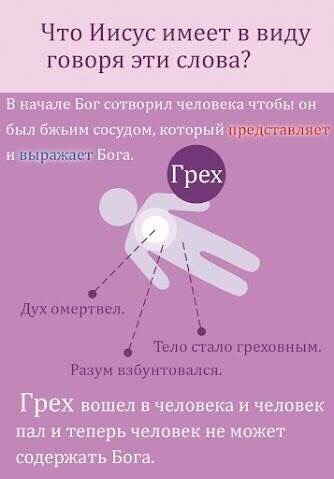 Что Иисус имеет в виду
говоря эти слова?
В начале Бог сотворил человека чтобы он
был бжьим сосудом, который представляет
и выражает Бога.
Грех
Дух омертвел.
Тело стало греховным.
Разум взбунтовался.
Грех вошел в человека и человек
пал и теперь человек не может
содержать Бога.